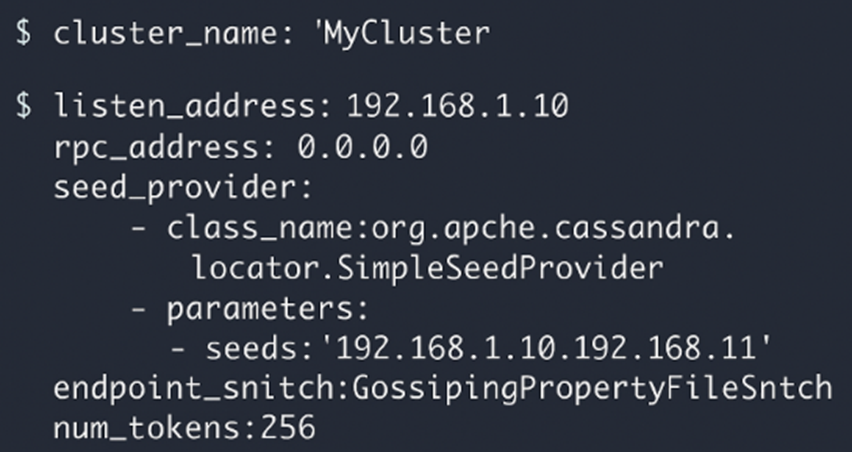 $ cluster_name: 'MyCluster
$ listen_address: 192.168.1.10
rpc_address: 0.0.0.0
seed_provider:
- class_name:org.apche.cassandra.
locator.SimpleSeedProvider
- parameters:
- seeds:'192.168.1.10.192.168.11'
endpoint_snitch:GossipingPropertyFileSntch
num_tokens:256